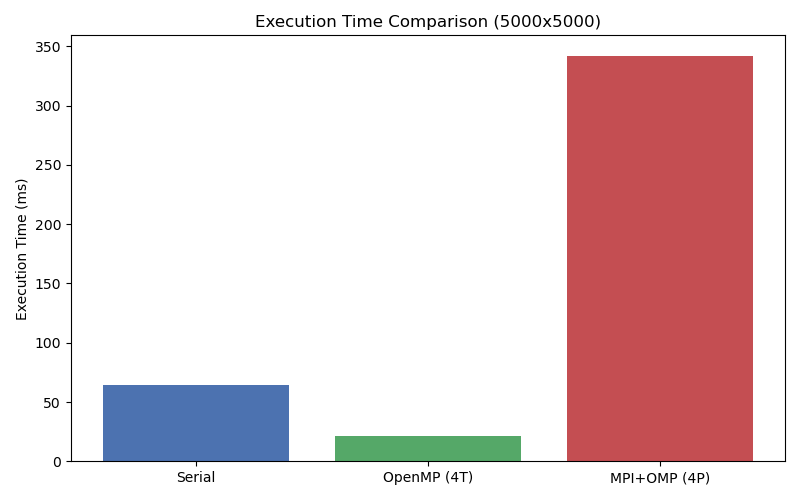 Execution Time Comparison (5000x5000)
Execution Time (ms)
350
300
250
200
150
100
50
0
Serial
OpenMP (4T)
MPI+OMP (4P)